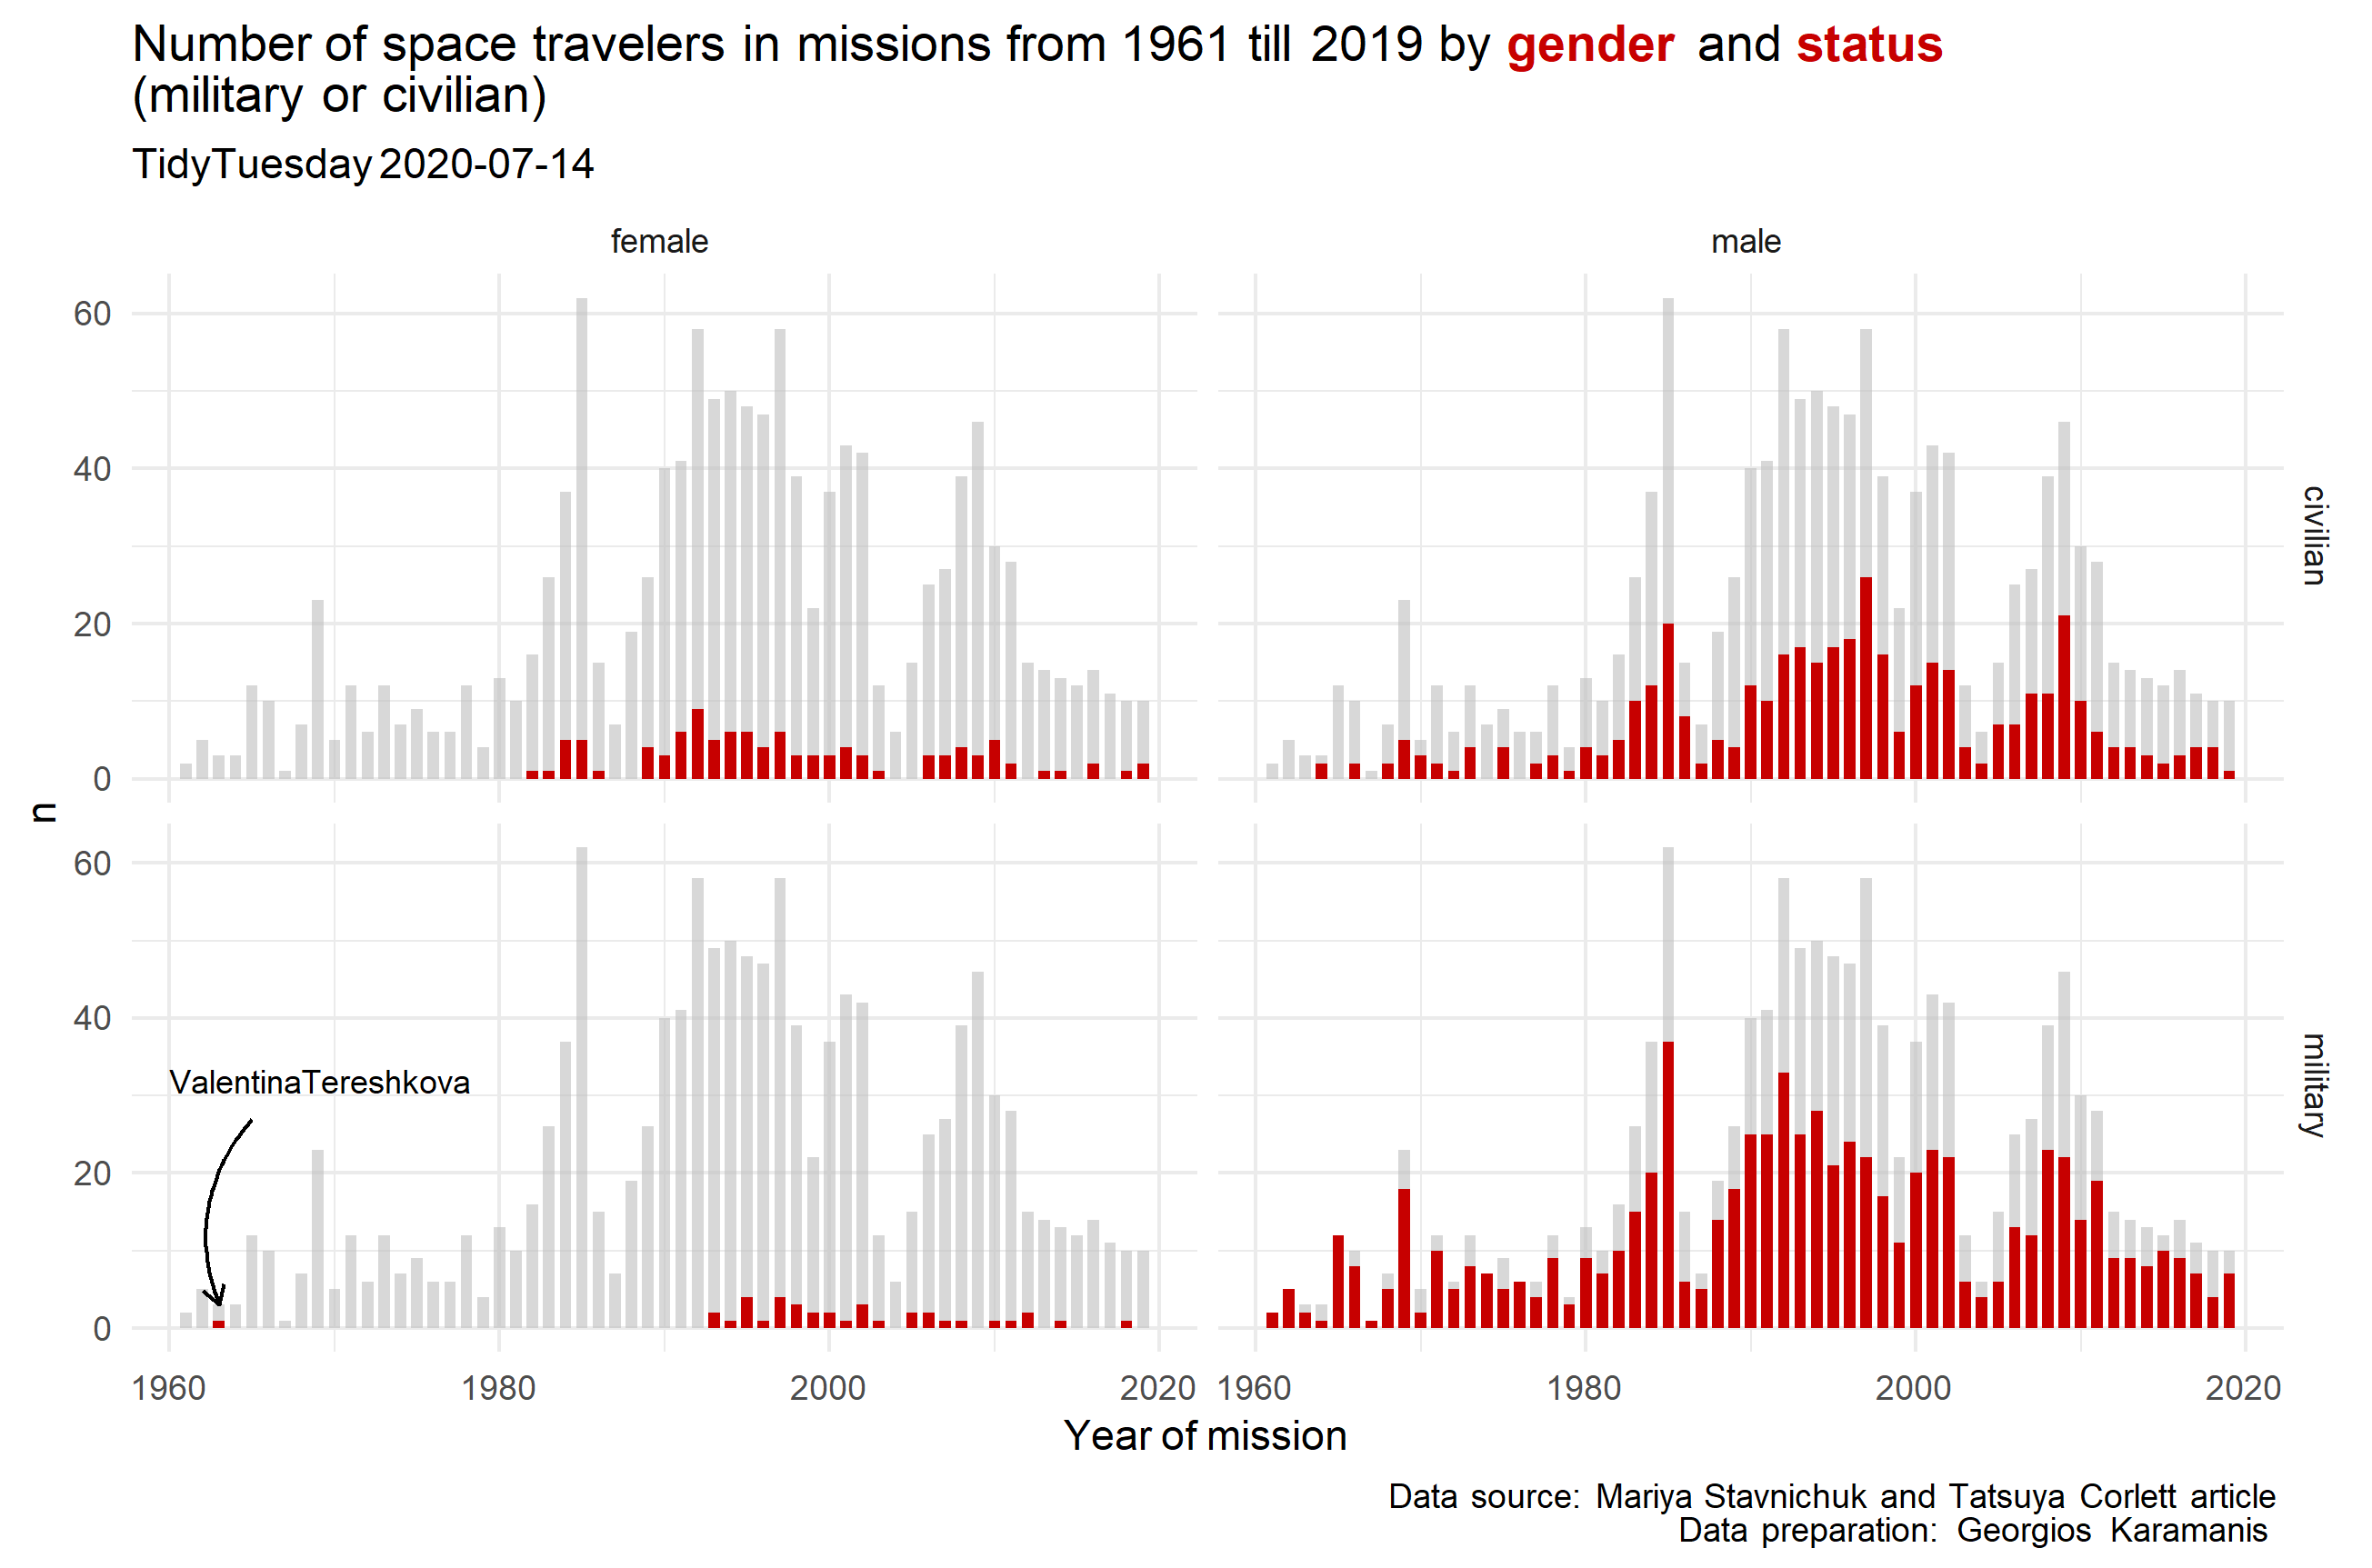 Number of space travelers in missions from 1961 till 2019 by gender and status
(military or civilian)
TidyTuesday 2020-07-14
female
male
60
40
20
0
civilian
n
60
40
20
0
military
ValentinaTereshkova
1960
1980
2000
2020
1960
1980
2000
2020
Year of mission
Data source: Mariya Stavnichuk and Tatsuya Corlett article
Data preparation: Georgios Karamanis